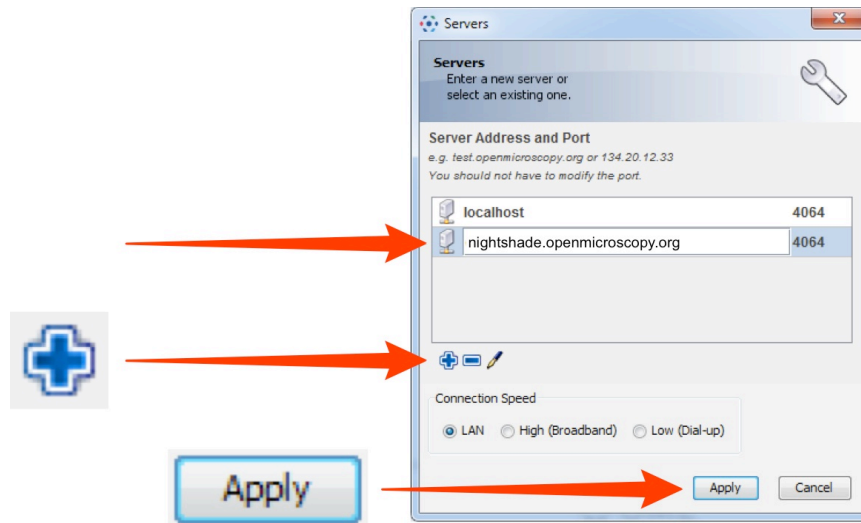 Servers
Servers
Enter a new server or
select an existing one.
Server Address and Port
e.g. test.openmicroscopy.org or 134.20.12.33
You should not have to modify the port.
localhost 4064
nightshade.openmicroscopy.org 4064
Connection Speed
LAN High (Broadband) Low (Dial-up)
Apply
Apply Cancel